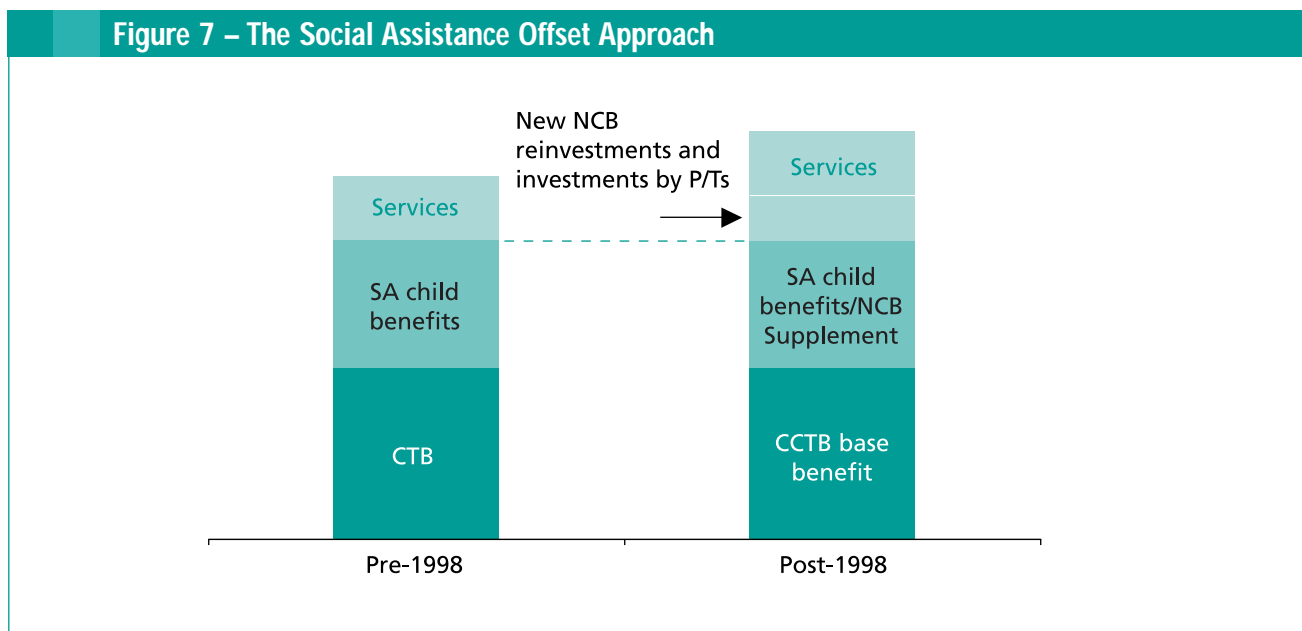 Figure 7 – The Social Assistance Offset Approach
New NCB
reinvestments and
investments by P/Ts
Services
SA child
benefits
CTB
Services
SA child
benefits/NCB
Supplement
CCTB base
benefit
Pre-1998
Post-1998